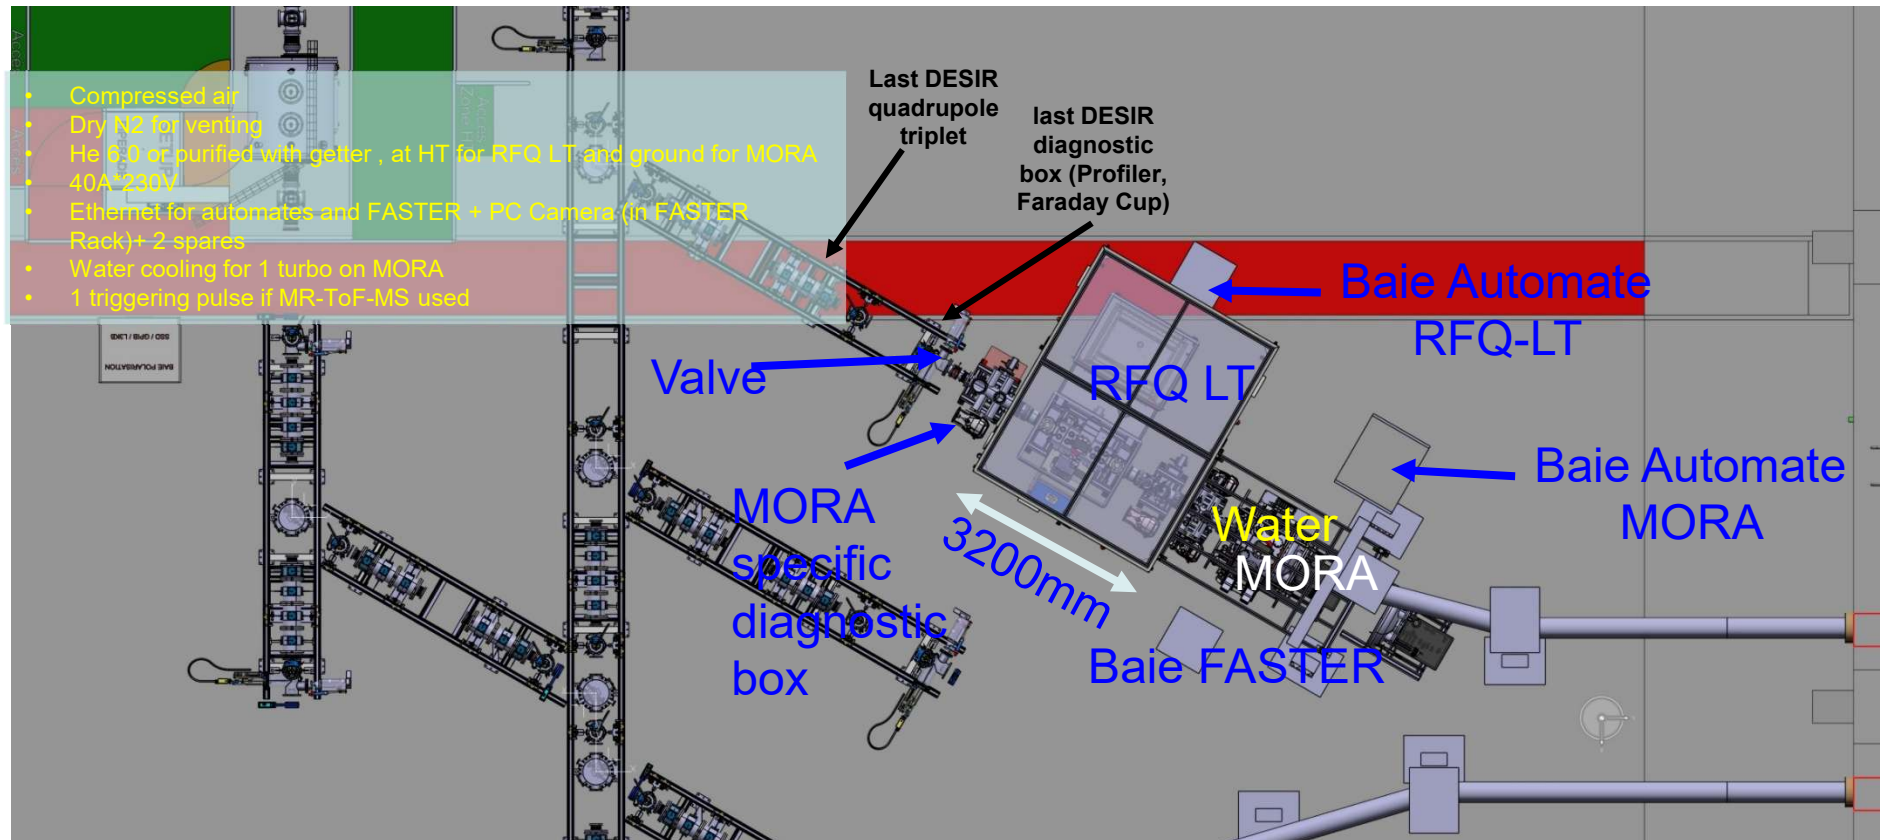 • Compressed air
• Dry N2 for venting
• He 6.0 or purified with getter , at HT for RFQ LT and ground for MORA
• 40A*230V
• Ethernet for automates and FASTER + PC Camera (in FASTER
Rack)+ 2 spares
• Water cooling for 1 turbo on MORA
• 1 triggering pulse if MR-ToF-MS used
Last DESIR
quadrupole
triplet
last DESIR
diagnostic
box (Profiler,
Faraday Cup)
Baie Automate
RFQ-LT
Valve
RFQ LT
Baie Automate
MORA
MORA
specific
diagnostic
box
3200mm
Water
MORA
Baie FASTER
BAIE POLARISATION